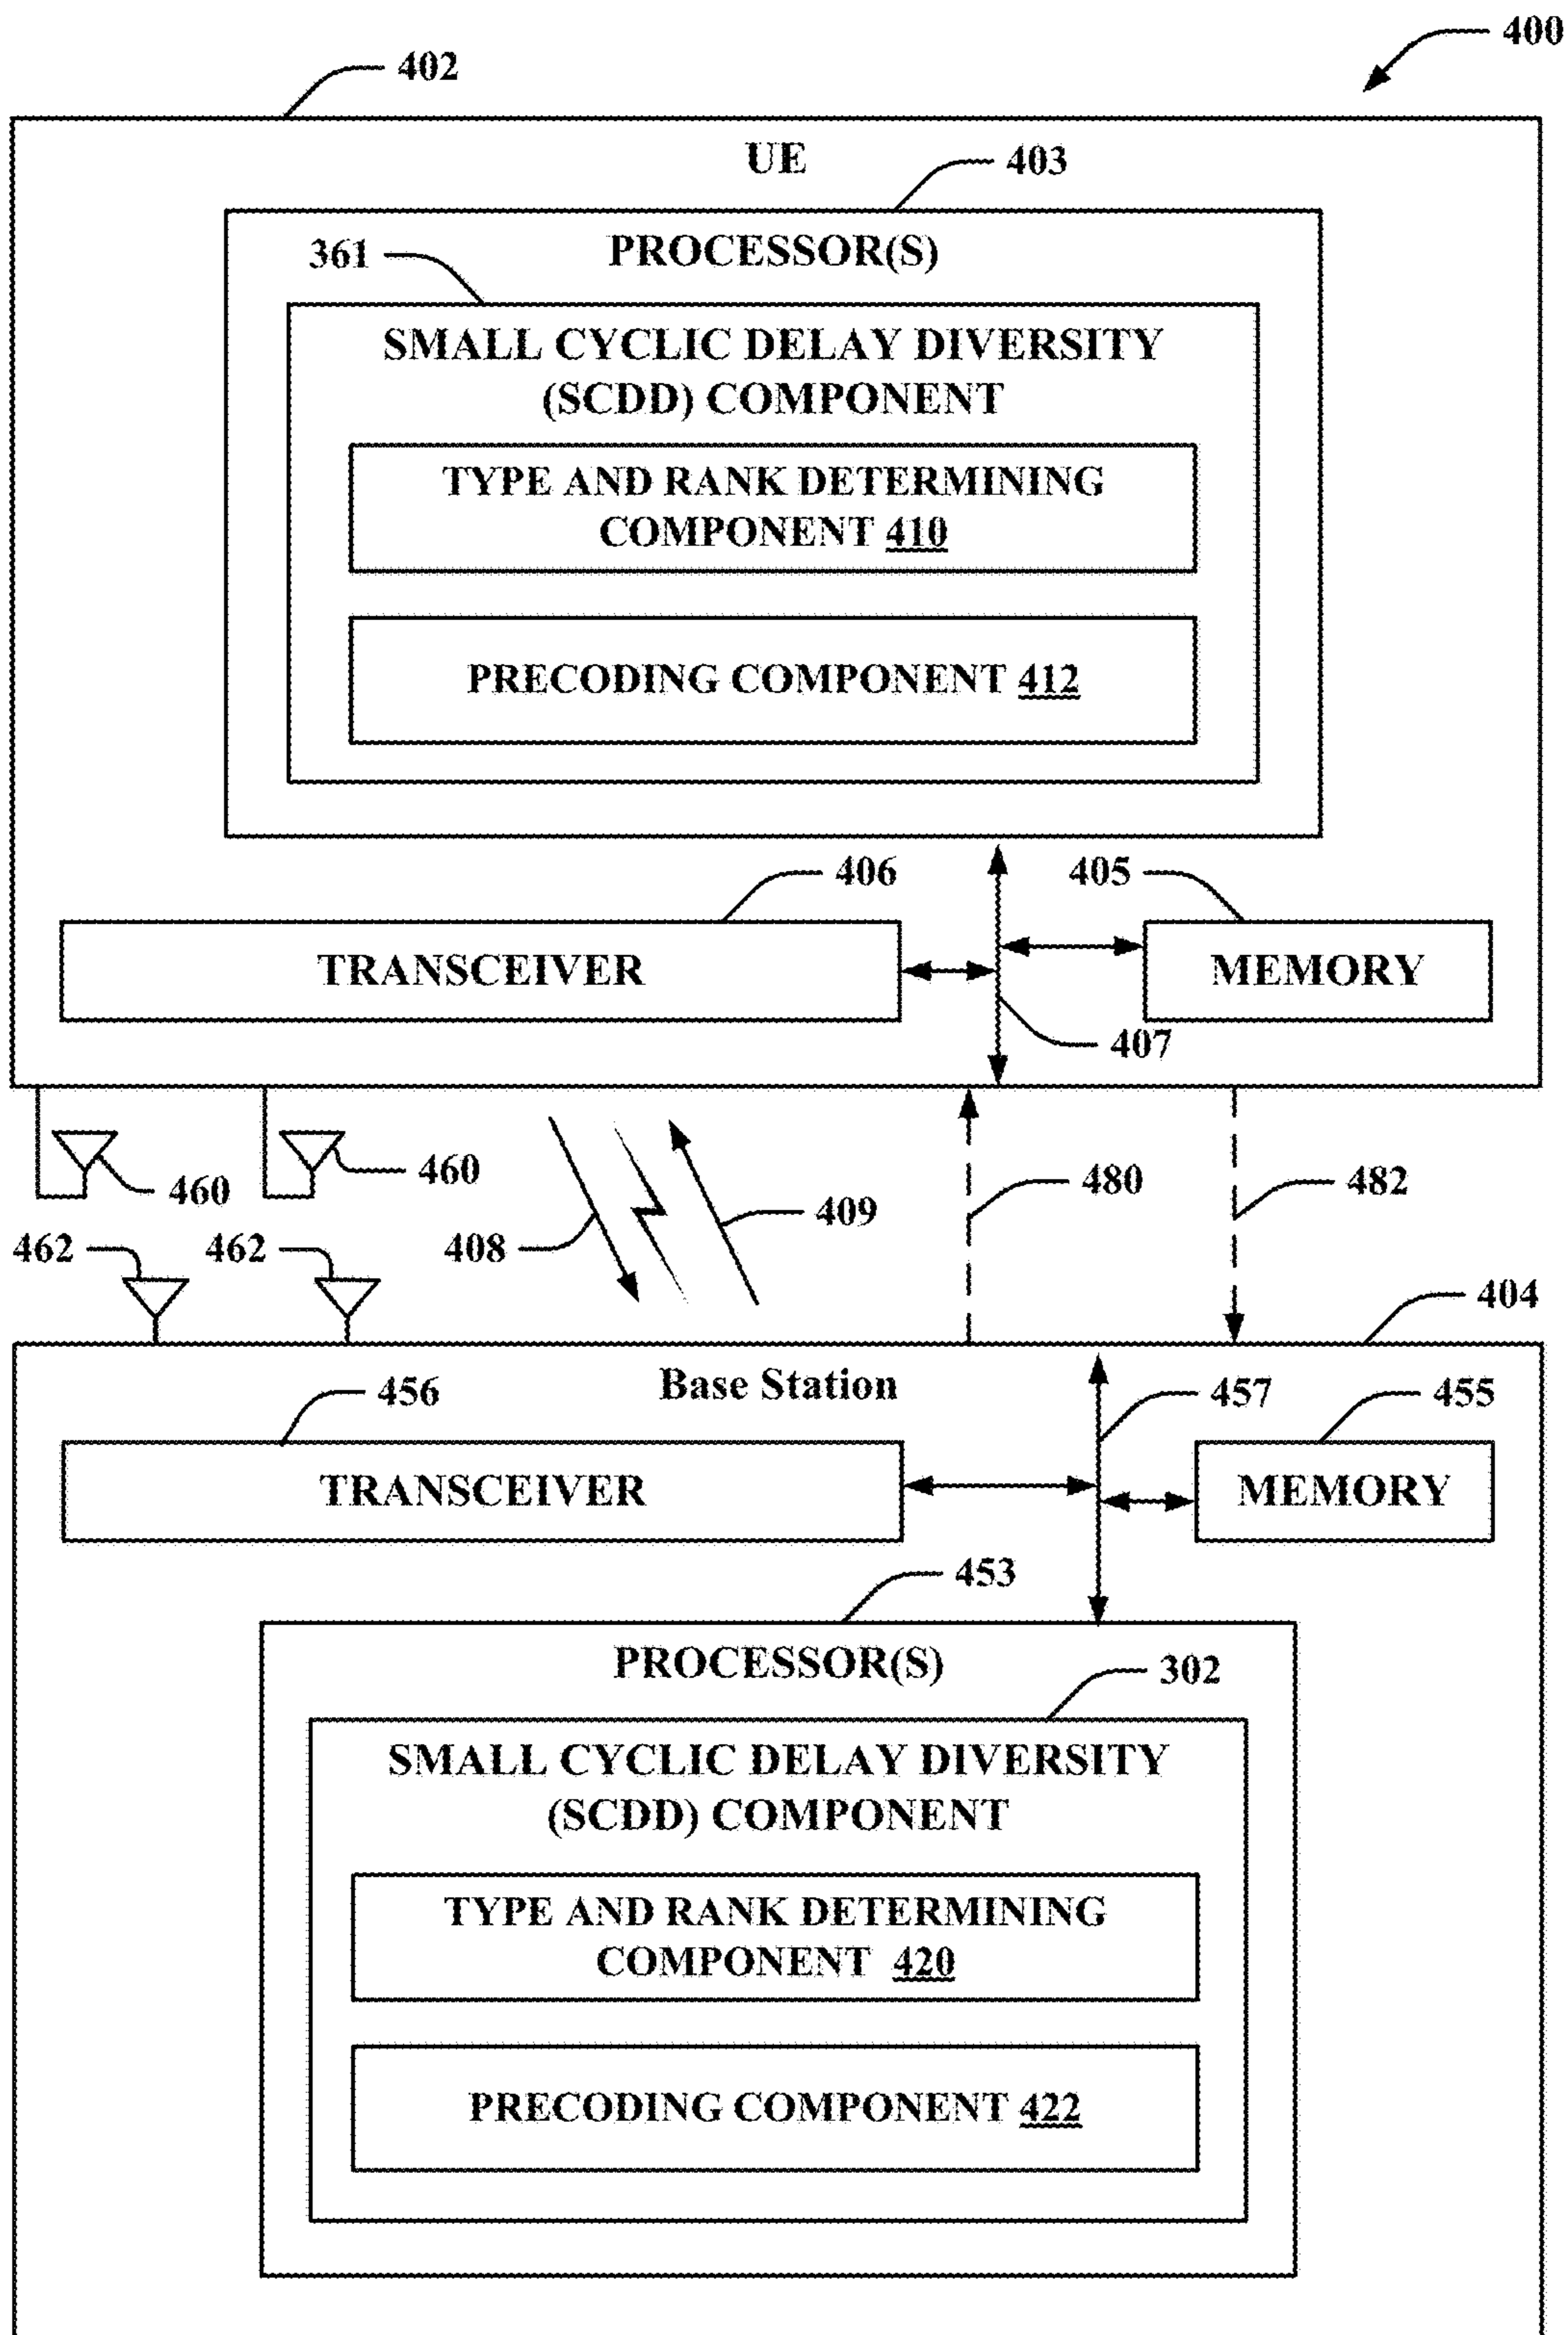 400
402
UE
403
361
PROCESSOR(S)
SMALL CYCLIC DELAY DIVERSITY
(SCDD) COMPONENT
TYPE AND RANK DETERMINING
COMPONENT 410
PRECODING COMPONENT 412
406
405
TRANSCEIVER
MEMORY
407
460
460
480
482
409
462
462
408
404
Base Station
456
457
455
TRANSCEIVER
MEMORY
453
PROCESSOR(S)
302
SMALL CYCLIC DELAY DIVERSITY
(SCDD) COMPONENT
TYPE AND RANK DETERMINING
COMPONENT 420
PRECODING COMPONENT 422